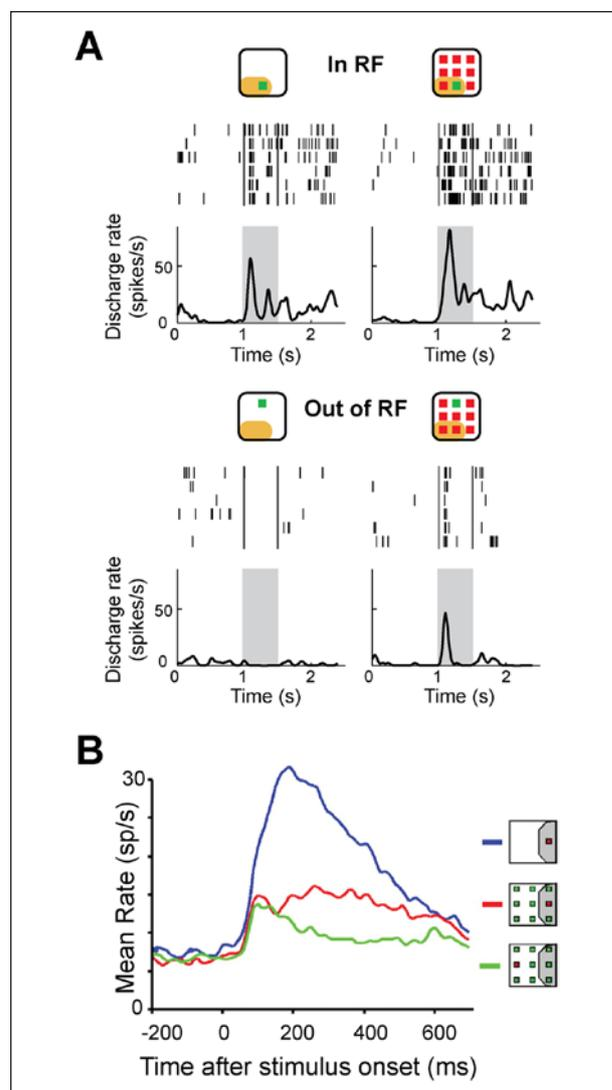 A
In RF
50
0
0 1 2
0 1 2
Discharge rate
(spikes/s)
Time (s)
Time (s)
Out of RF
50
0
0 1 2
0 1 2
Discharge rate
(spikes/s)
Time (s)
Time (s)
B
30
0
Mean Rate (sp/s)
-200 0 200 400 600
Time after stimulus onset (ms)